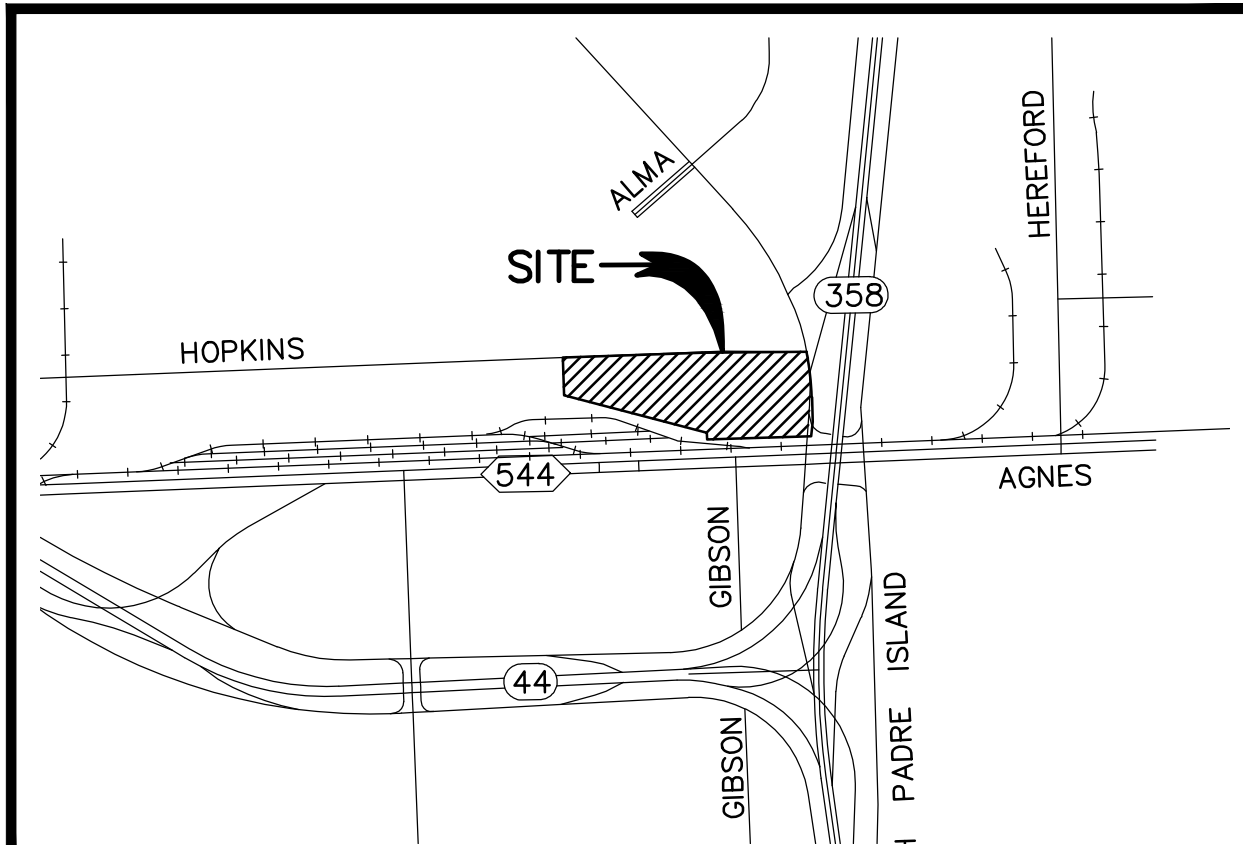 HEREFORD
ALMA
SITE
358
HOPKINS
544
AGNES
GIBSON
PADRE ISLAND
44
GIBSON